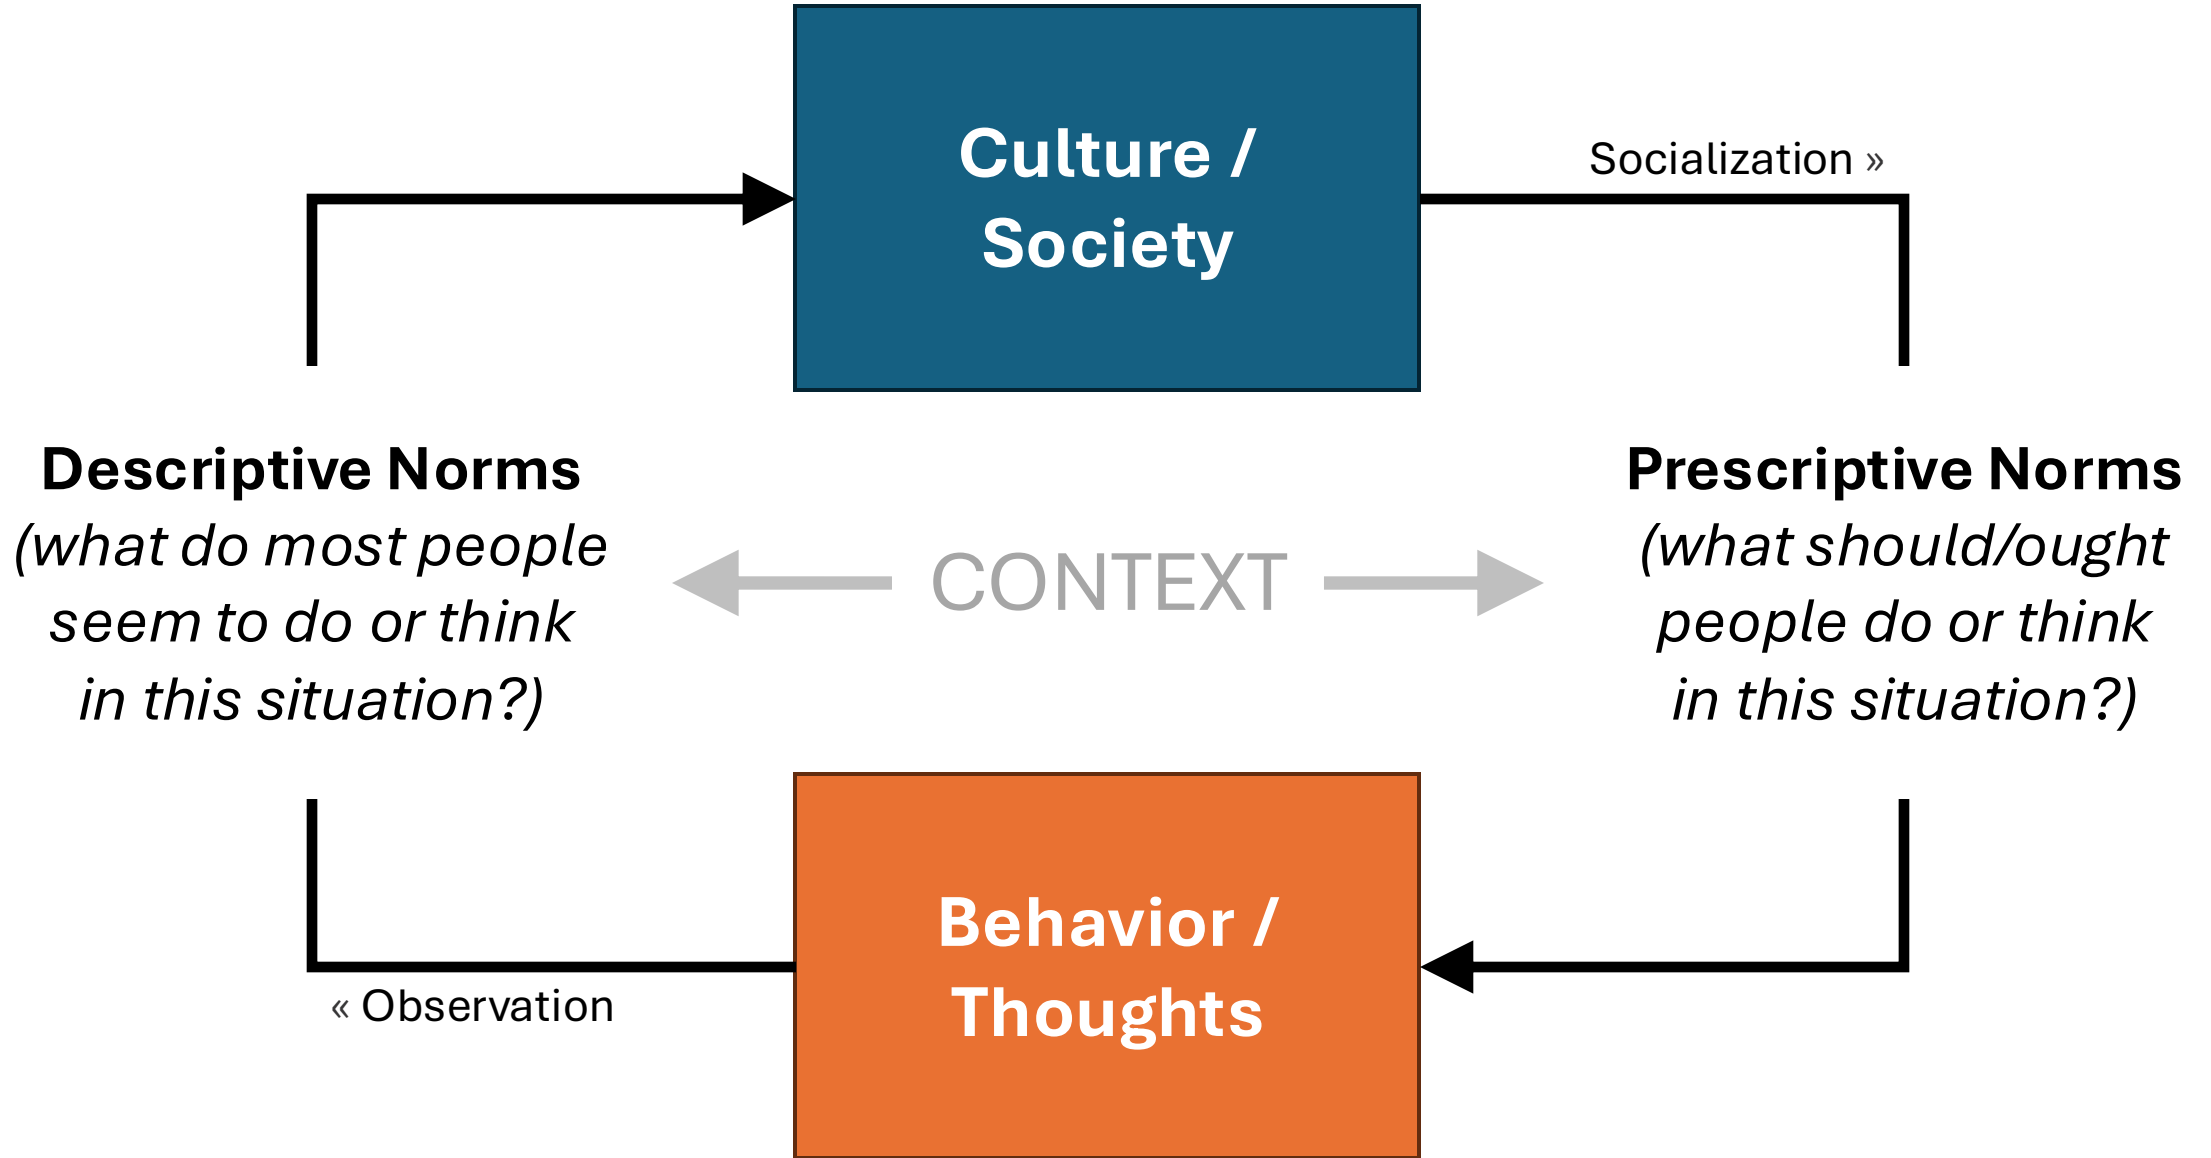 Culture /
Society
Socialization »
Descriptive Norms
(what do most people
seem to do or think
in this situation?)
CONTEXT
Prescriptive Norms
(what should/ought
people do or think
in this situation?)
Behavior /
Thoughts
« Observation